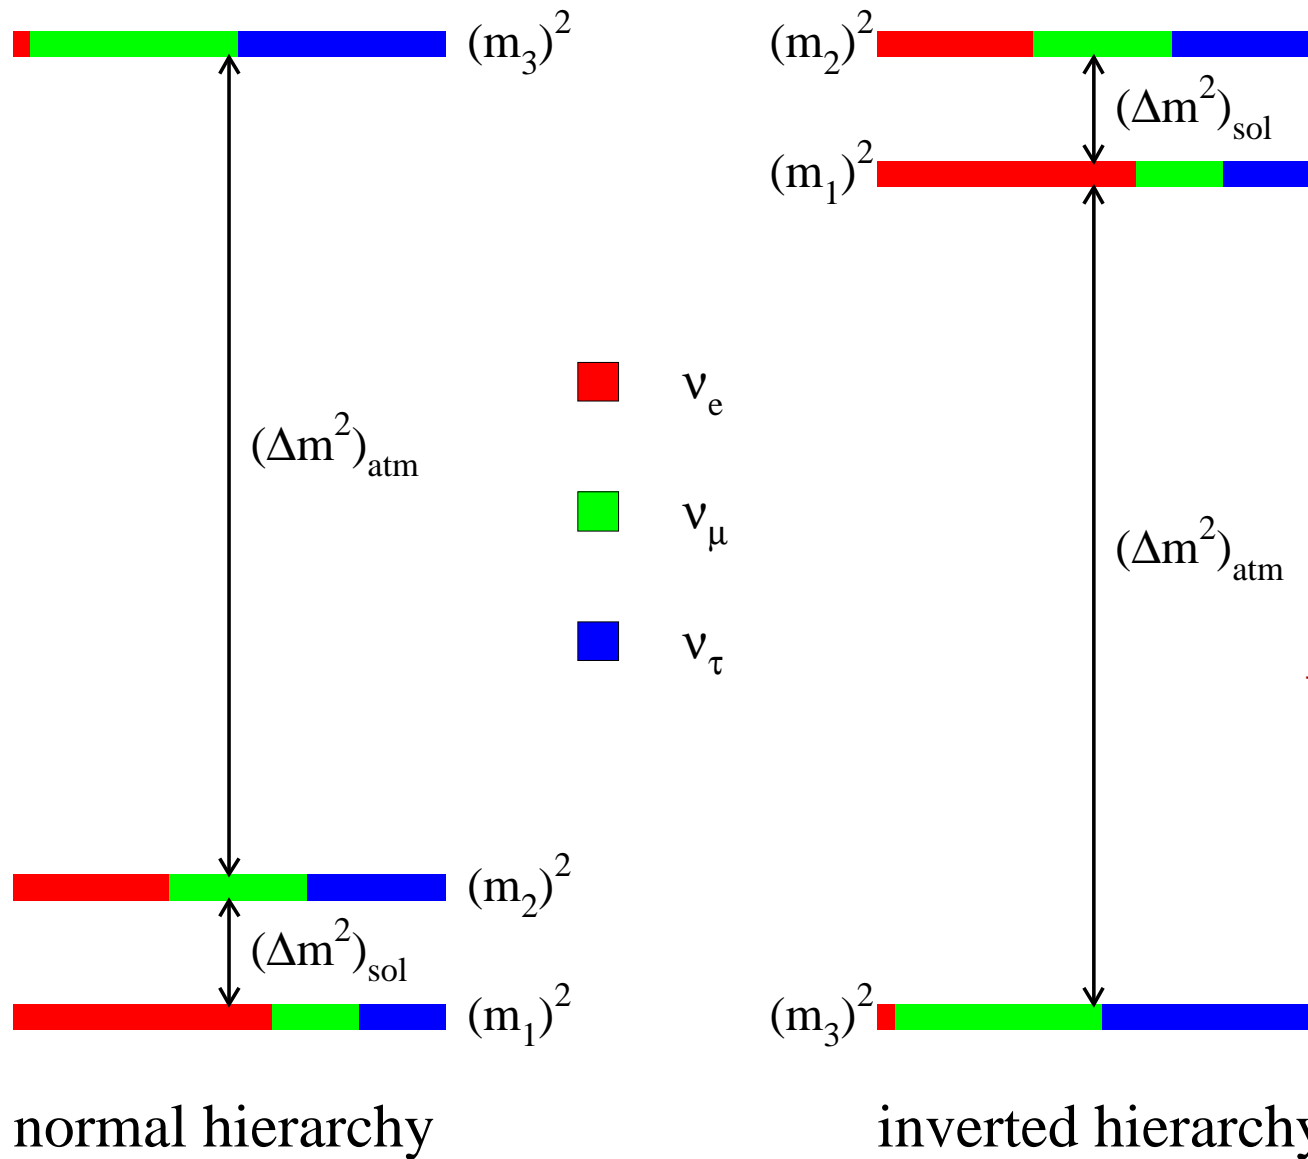 (m₃)²
(Δm²)atm
(m₂)²
(Δm²)sol
(m₁)²
normal hierarchy
νe
νμ
ντ
(m₂)²
(Δm²)sol
(m₁)²
(Δm²)atm
(m₃)²
inverted hierarchy